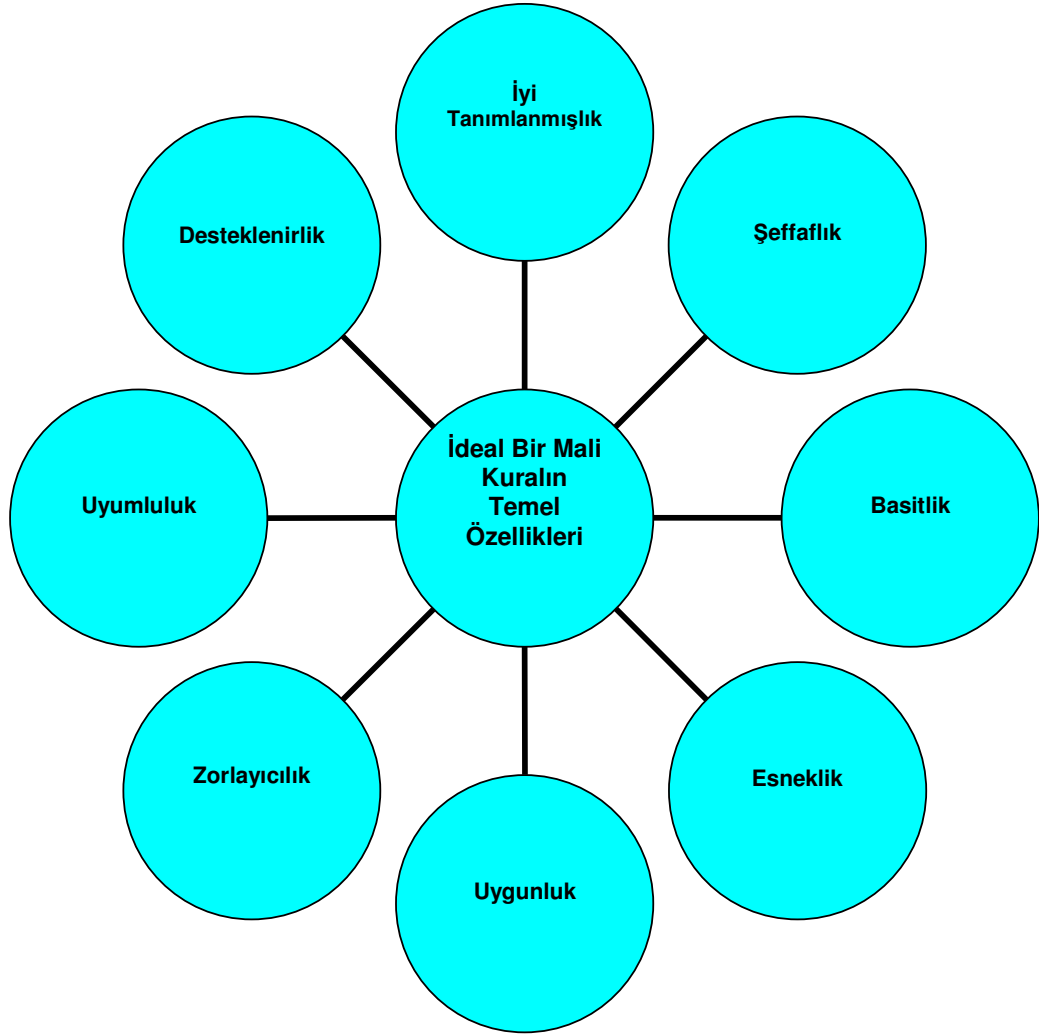 İyi
Tanımlanmışlık
Şeffaflık
Desteklenirlik
İdeal Bir Mali
Kuralın
Temel
Özellikleri
Uyumluluk
Basitlik
Zorlayıcılık
Esneklik
Uygunluk